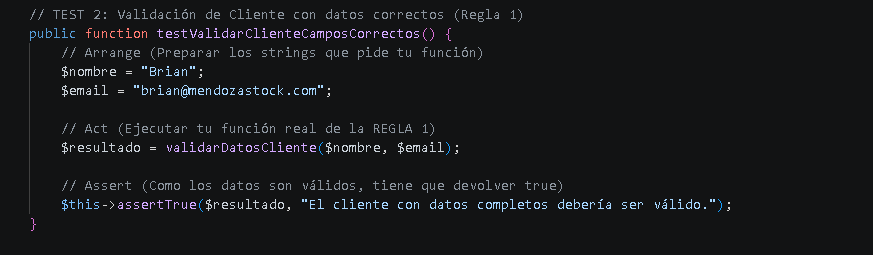 // TEST 2: Validación de Cliente con datos correctos (Regla 1)
public function testValidarClienteCamposCorrectos() {
// Arrange (Preparar los strings que pide tu función)
$nombre = "Brian";
$email = "brian@mendozastock.com";
// Act (Ejecutar tu función real de la REGLA 1)
$resultado = validarDatosCliente($nombre, $email);
// Assert (Como los datos son válidos, tiene que devolver true)
$this->assertTrue($resultado, "El cliente con datos completos debería ser válido.");
}